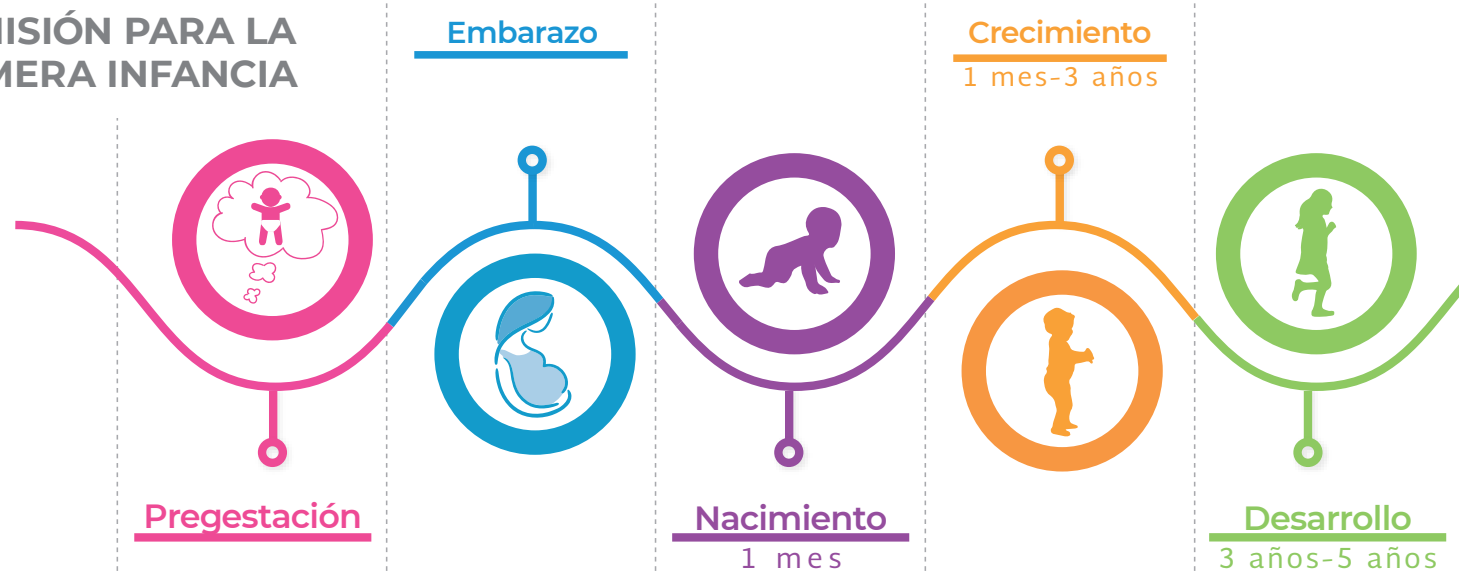 ISIÓN PARA LA
MERA INFANCIA
Pregestación
Embarazo
Nacimiento
1 mes
Crecimiento
1 mes-3 años
Desarrollo
3 años-5 años